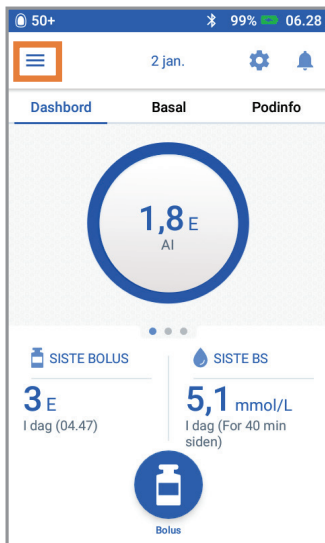 50+ 99% 06.28
2 jan.
Dashbord Basal Podinfo
1,8 E
AI
SISTE BOLUS
3 E
I dag (04.47)
SISTE BS
5,1 mmol/L
I dag (For 40 min
siden)
Bolus